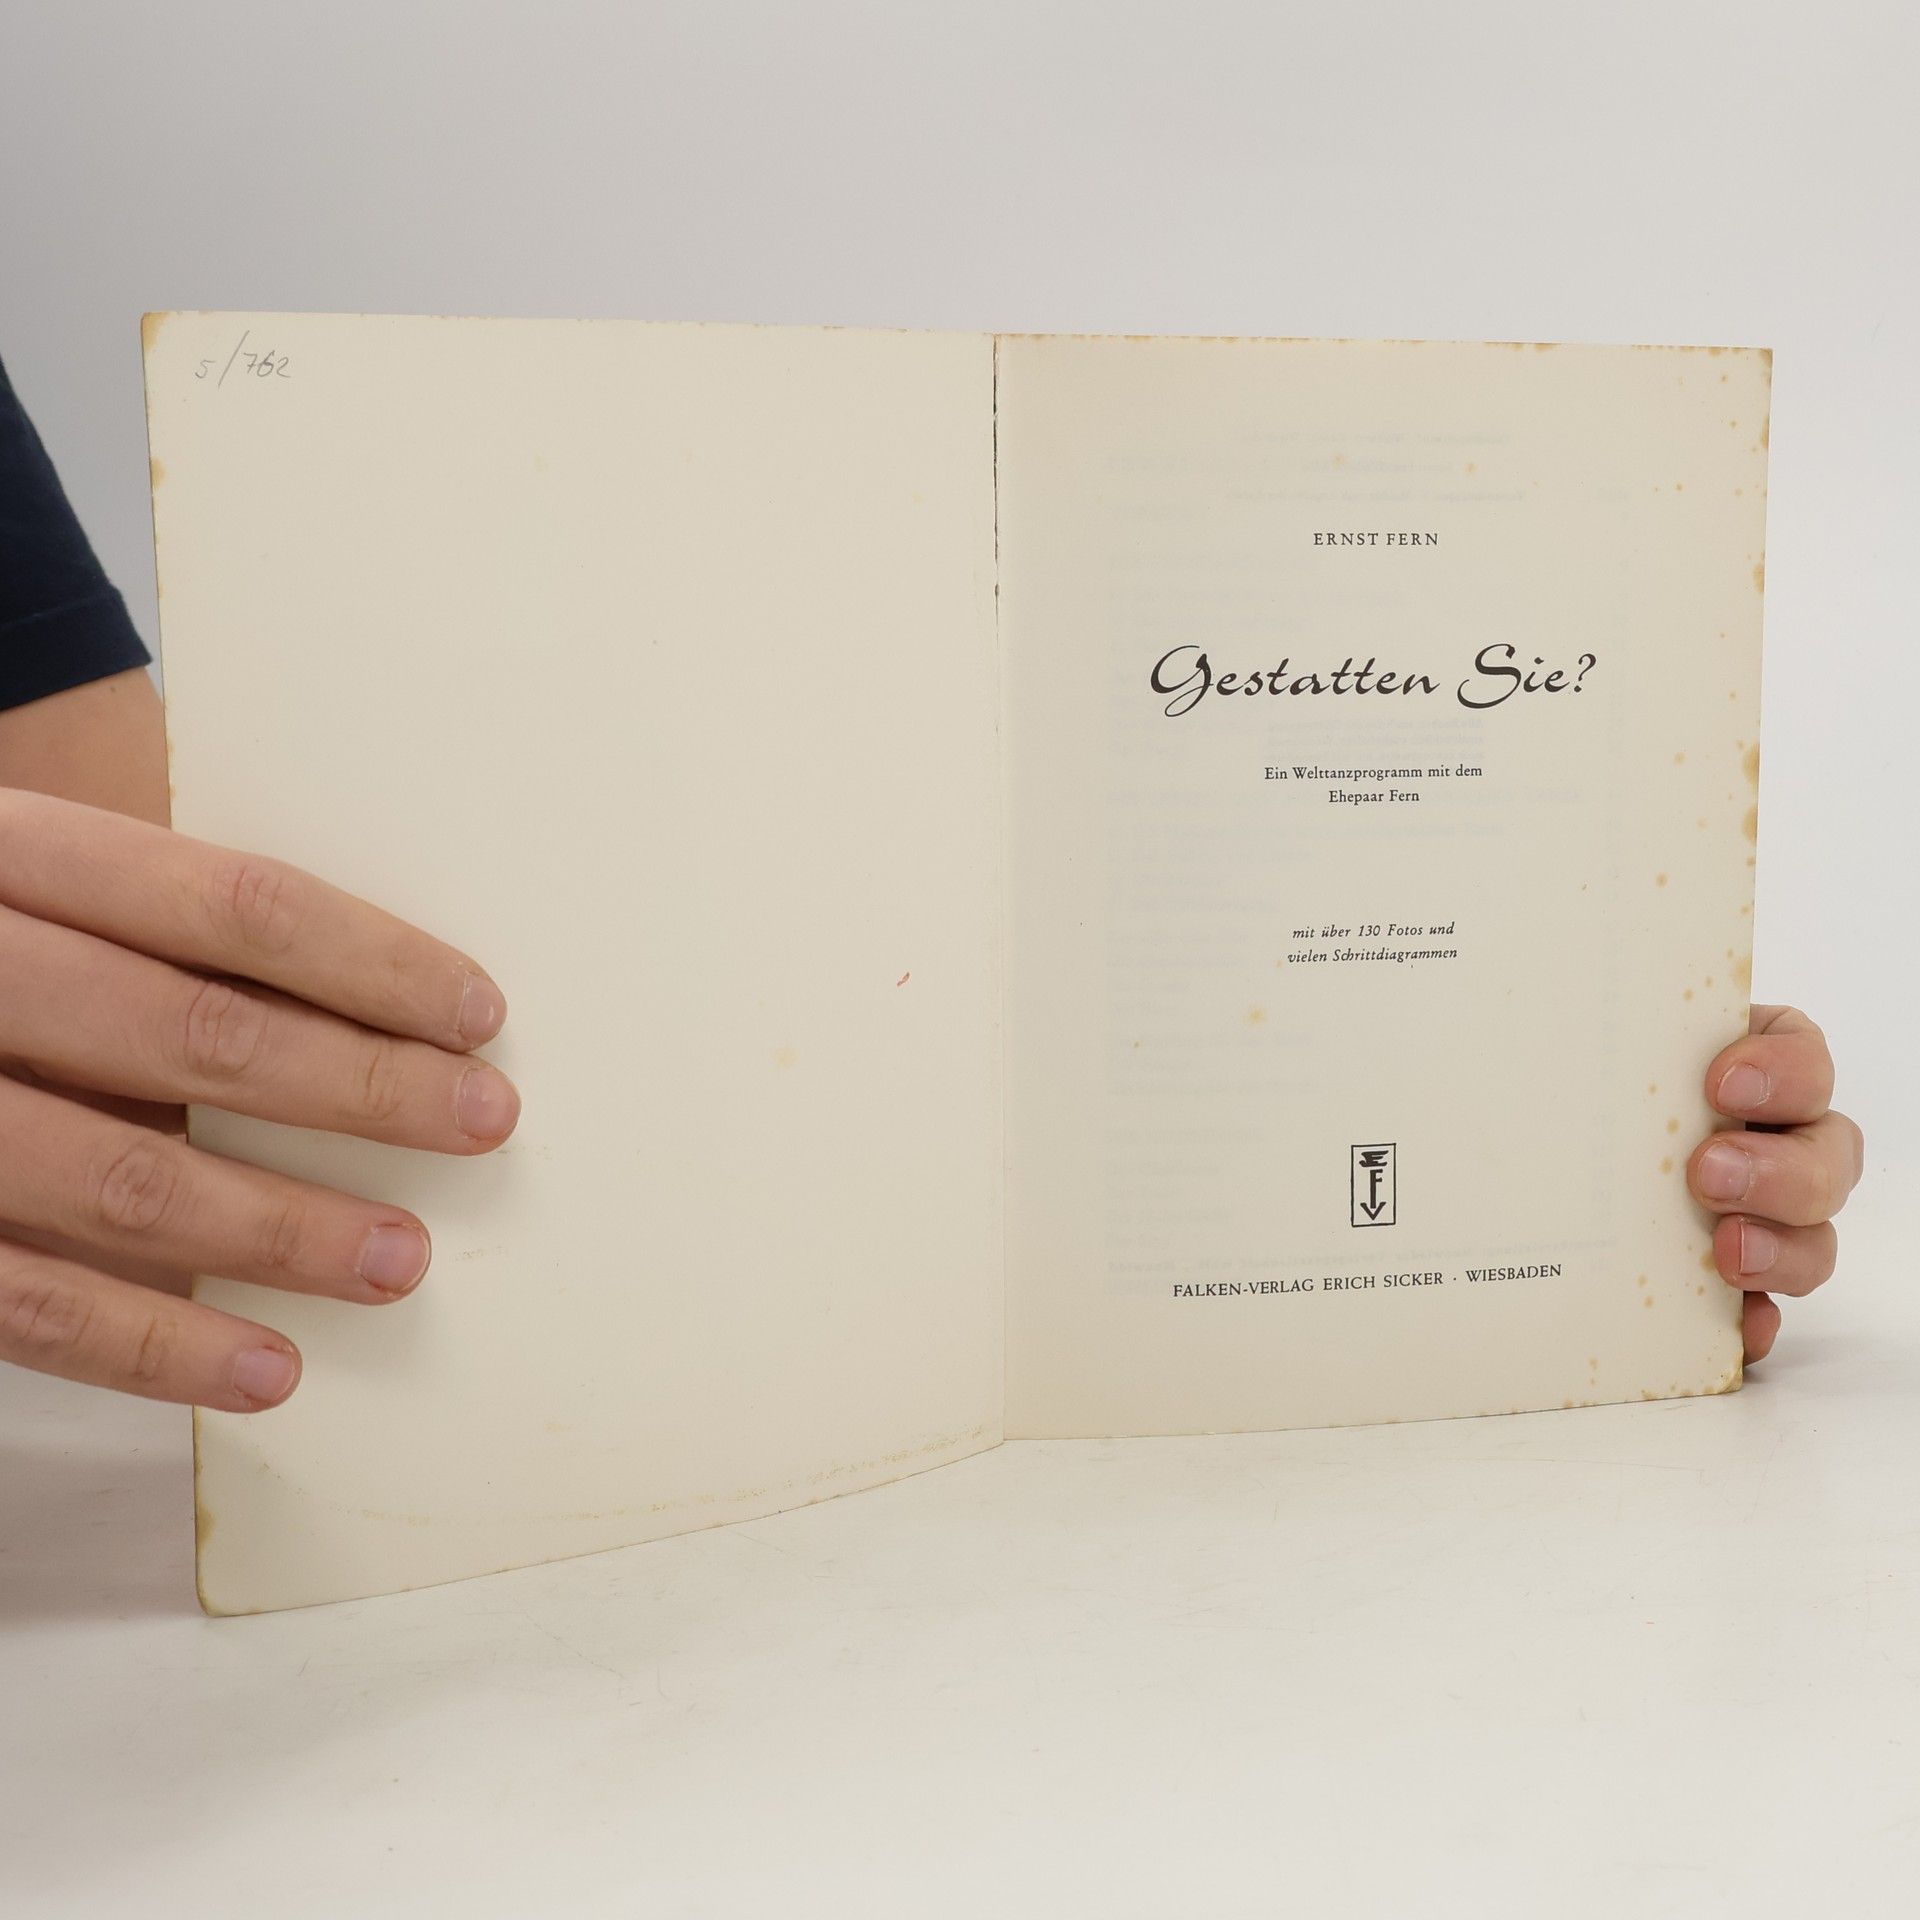 5/762
ERNST FERN
Gestatten Sie?
Ein Welttanzprogramm mit dem
Ehepaar Fern
mit über 130 Fotos und
vielen Schrittdiagrammen
FALKEN-VERLAG ERICH SICKER · WIESBADEN